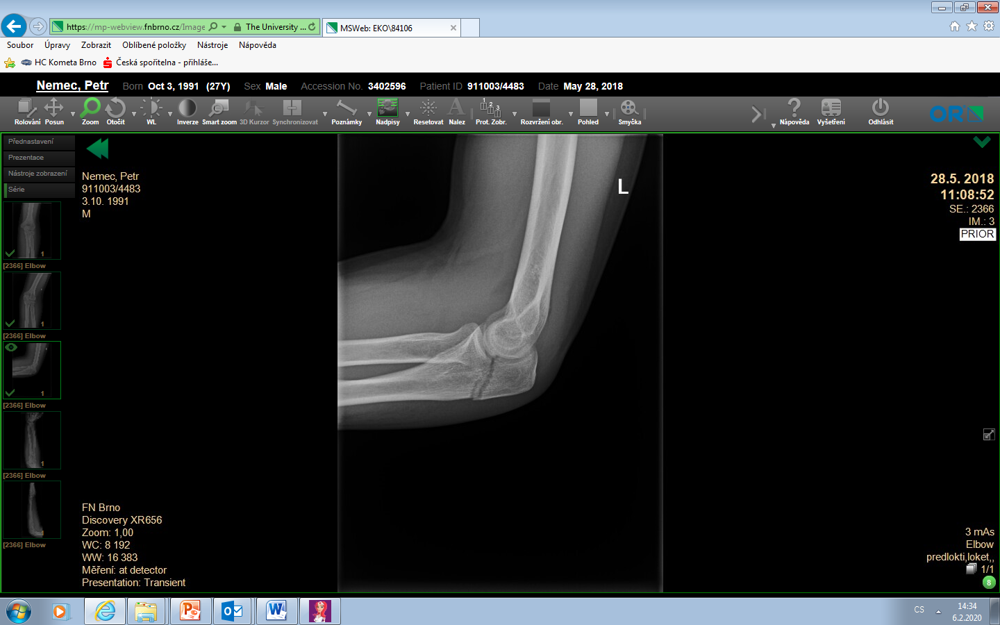 https://mp-webview.fnbrno.cz/Image
The University ...
MSWeb: EKO\84106
Soubor Úpravy Zobrazit Oblíbené položky Nástroje Nápověda
HC Kometa Brno Česká spořitelna - přihláše...
Nemec, Petr Born Oct 3, 1991 (27Y) Sex Male Accession No. 3402596 Patient ID 911003/4483 Date May 28, 2018
Rolování Posun Zoom Otočit WL Inverze Smart zoom 3D Kurzor Synchronizovat Poznámky Nadpisy Resetovat Nalez Prot. Zobr. Rozvržení obr. Pohled Smyčka Nápověda Vyšetření Odhlásit
Přednastavení
Prezentace
Nástroje zobrazení
Série
1
[2366] Elbow
1
[2366] Elbow
1
[2366] Elbow
1
[2366] Elbow
1
[2366] Elbow
Nemec, Petr
911003/4483
3.10. 1991
M
L
28.5. 2018
11:08:52
SE.: 2366
IM.: 3
PRIOR
FN Brno
Discovery XR656
Zoom: 1,00
WC: 8 192
WW: 16 383
Měření: at detector
Presentation: Transient
3 mAs
Elbow
predlokti,loket,,
1/1
8
CS
14:34
6.2.2020